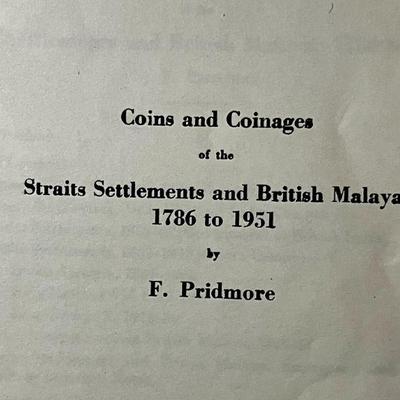 Coins and Coinages
of the
Straits Settlements and British Malaya
1786 to 1951
by
F. Pridmore